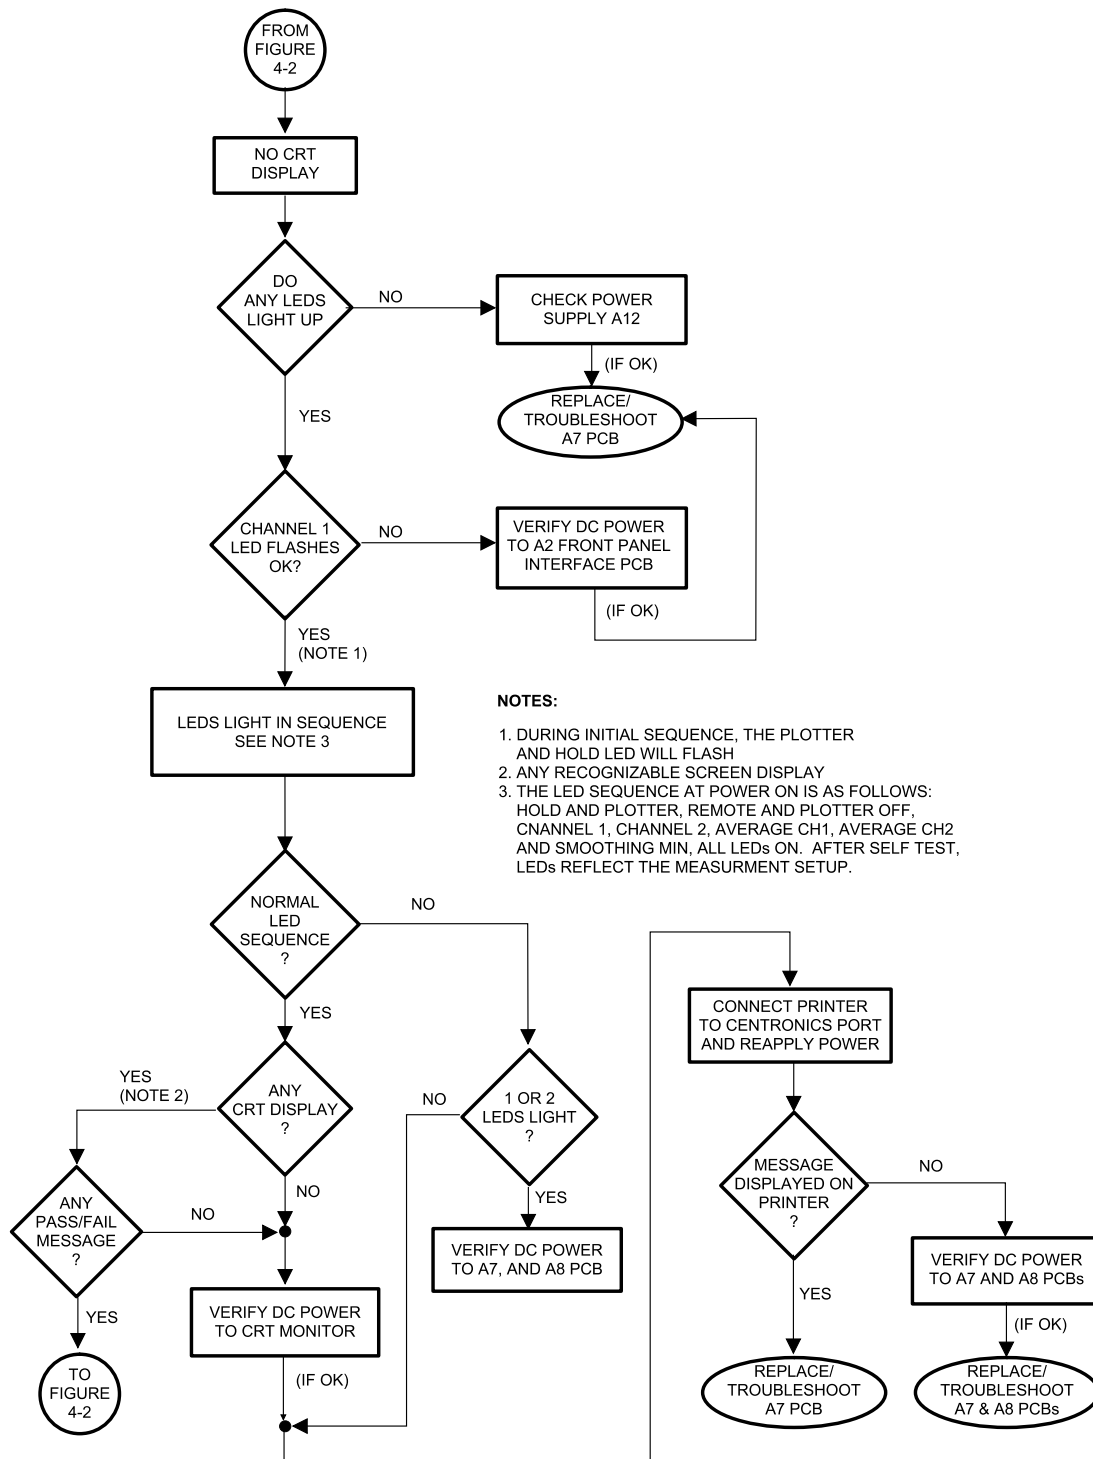 FROM
FIGURE
4-2
NO CRT
DISPLAY
DO
ANY LEDS
LIGHT UP
NO
CHECK POWER
SUPPLY A12
(IF OK)
REPLACE/
TROUBLESHOOT
A7 PCB
YES
CHANNEL 1
LED FLASHES
OK?
NO
VERIFY DC POWER
TO A2 FRONT PANEL
INTERFACE PCB
(IF OK)
YES
(NOTE 1)
LEDS LIGHT IN SEQUENCE
SEE NOTE 3
NOTES:
1. DURING INITIAL SEQUENCE, THE PLOTTER
AND HOLD LED WILL FLASH
2. ANY RECOGNIZABLE SCREEN DISPLAY
3. THE LED SEQUENCE AT POWER ON IS AS FOLLOWS:
HOLD AND PLOTTER, REMOTE AND PLOTTER OFF,
CNANNEL 1, CHANNEL 2, AVERAGE CH1, AVERAGE CH2
AND SMOOTHING MIN, ALL LEDs ON. AFTER SELF TEST,
LEDs REFLECT THE MEASURMENT SETUP.
NORMAL
LED
SEQUENCE
?
NO
YES
ANY
CRT DISPLAY
?
YES
(NOTE 2)
NO
1 OR 2
LEDS LIGHT
?
NO
YES
VERIFY DC POWER
TO A7, AND A8 PCB
ANY
PASS/FAIL
MESSAGE
?
NO
YES
TO
FIGURE
4-2
VERIFY DC POWER
TO CRT MONITOR
(IF OK)
CONNECT PRINTER
TO CENTRONICS PORT
AND REAPPLY POWER
MESSAGE
DISPLAYED ON
PRINTER
?
NO
YES
VERIFY DC POWER
TO A7 AND A8 PCBs
(IF OK)
REPLACE/
TROUBLESHOOT
A7 PCB
REPLACE/
TROUBLESHOOT
A7 & A8 PCBs